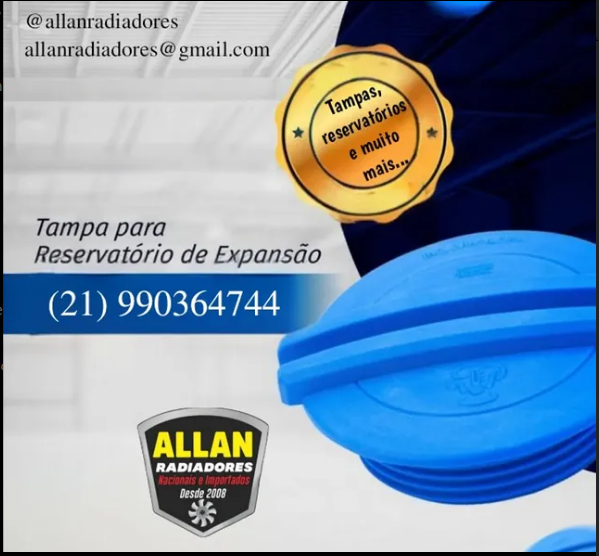 @allanradiadores
allanradiadores@gmail.com
Tampas,
reservatórios
e muito
mais...
Tampa para
Reservatório de Expansão
(21) 990364744
ALLAN
RADIADORES
Nacionais e Importados
Desde 2008